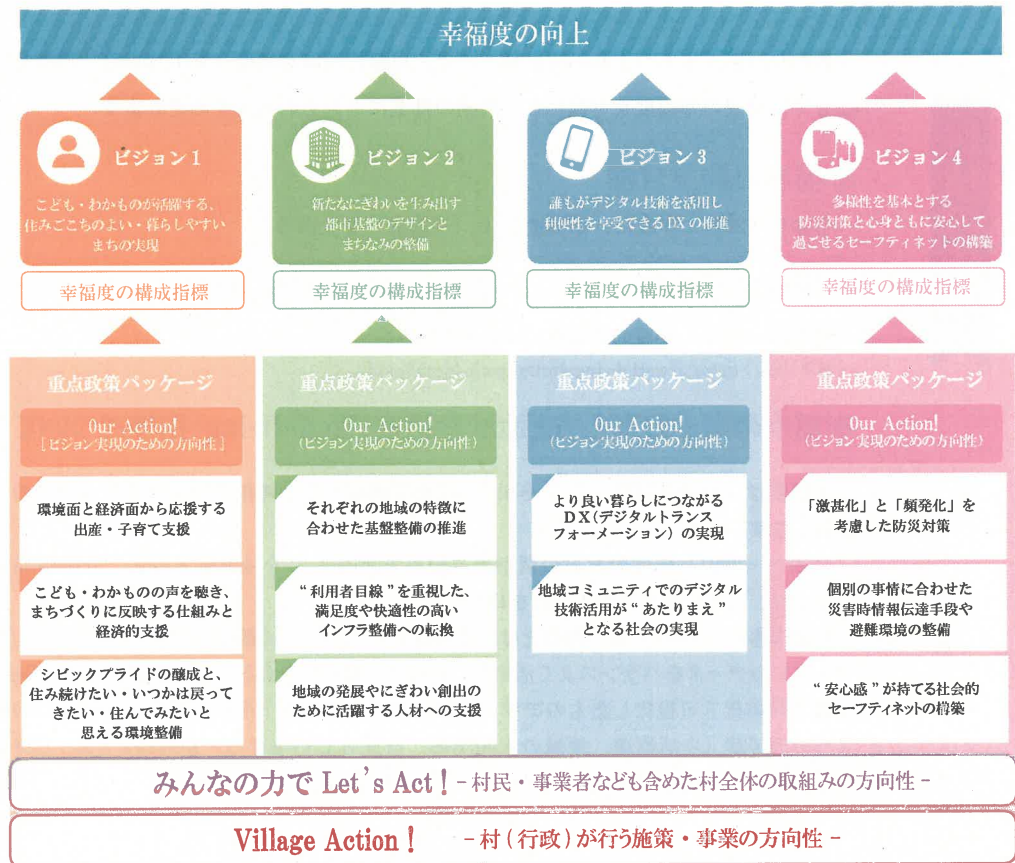 幸福度の向上
ビジョン1
こども・わかものが活躍する、
住みごこちのよい・暮らしやすい
まちの実現
幸福度の構成指標
ビジョン2
新たなにぎわいを生み出す
都市基盤のデザインと
まちなみの整備
幸福度の構成指標
ビジョン3
誰もがデジタル技術を活用し
利便性を享受できるDXの推進
幸福度の構成指標
ビジョン4
多様性を基本とする
防災対策と心身ともに安心して
過ごせるセーフティネットの構築
幸福度の構成指標
重点政策パッケージ
Our Action!
[ビジョン実現のための方向性]
環境面と経済面から応援する
出産・子育て支援
こども・わかものの声を聴き、
まちづくりに反映する仕組みと
経済的支援
シビックプライドの醸成と、
住み続けたい・いつかは戻って
きたい・住んでみたいと
思える環境整備
重点政策パッケージ
Our Action!
(ビジョン実現のための方向性)
それぞれの地域の特徴に
合わせた基盤整備の推進
“利用者目線”を重視した、
満足度や快適性の高い
インフラ整備への転換
地域の発展やにぎわい創出の
ために活躍する人材への支援
重点政策パッケージ
Our Action!
(ビジョン実現のための方向性)
より良い暮らしにつながる
DX(デジタルトランス
フォーメーション)の実現
地域コミュニティでのデジタル
技術活用が“あたりまえ”
となる社会の実現
重点政策パッケージ
Our Action!
(ビジョン実現のための方向性)
「激甚化」と「頻発化」を
考慮した防災対策
個別の事情に合わせた
災害時情報伝達手段や
避難環境の整備
“安心感”が持てる社会的
セーフティネットの構築
みんなの力で Let's Act! -村民・事業者なども含めた村全体の取組みの方向性-
Village Action! -村(行政)が行う施策・事業の方向性-